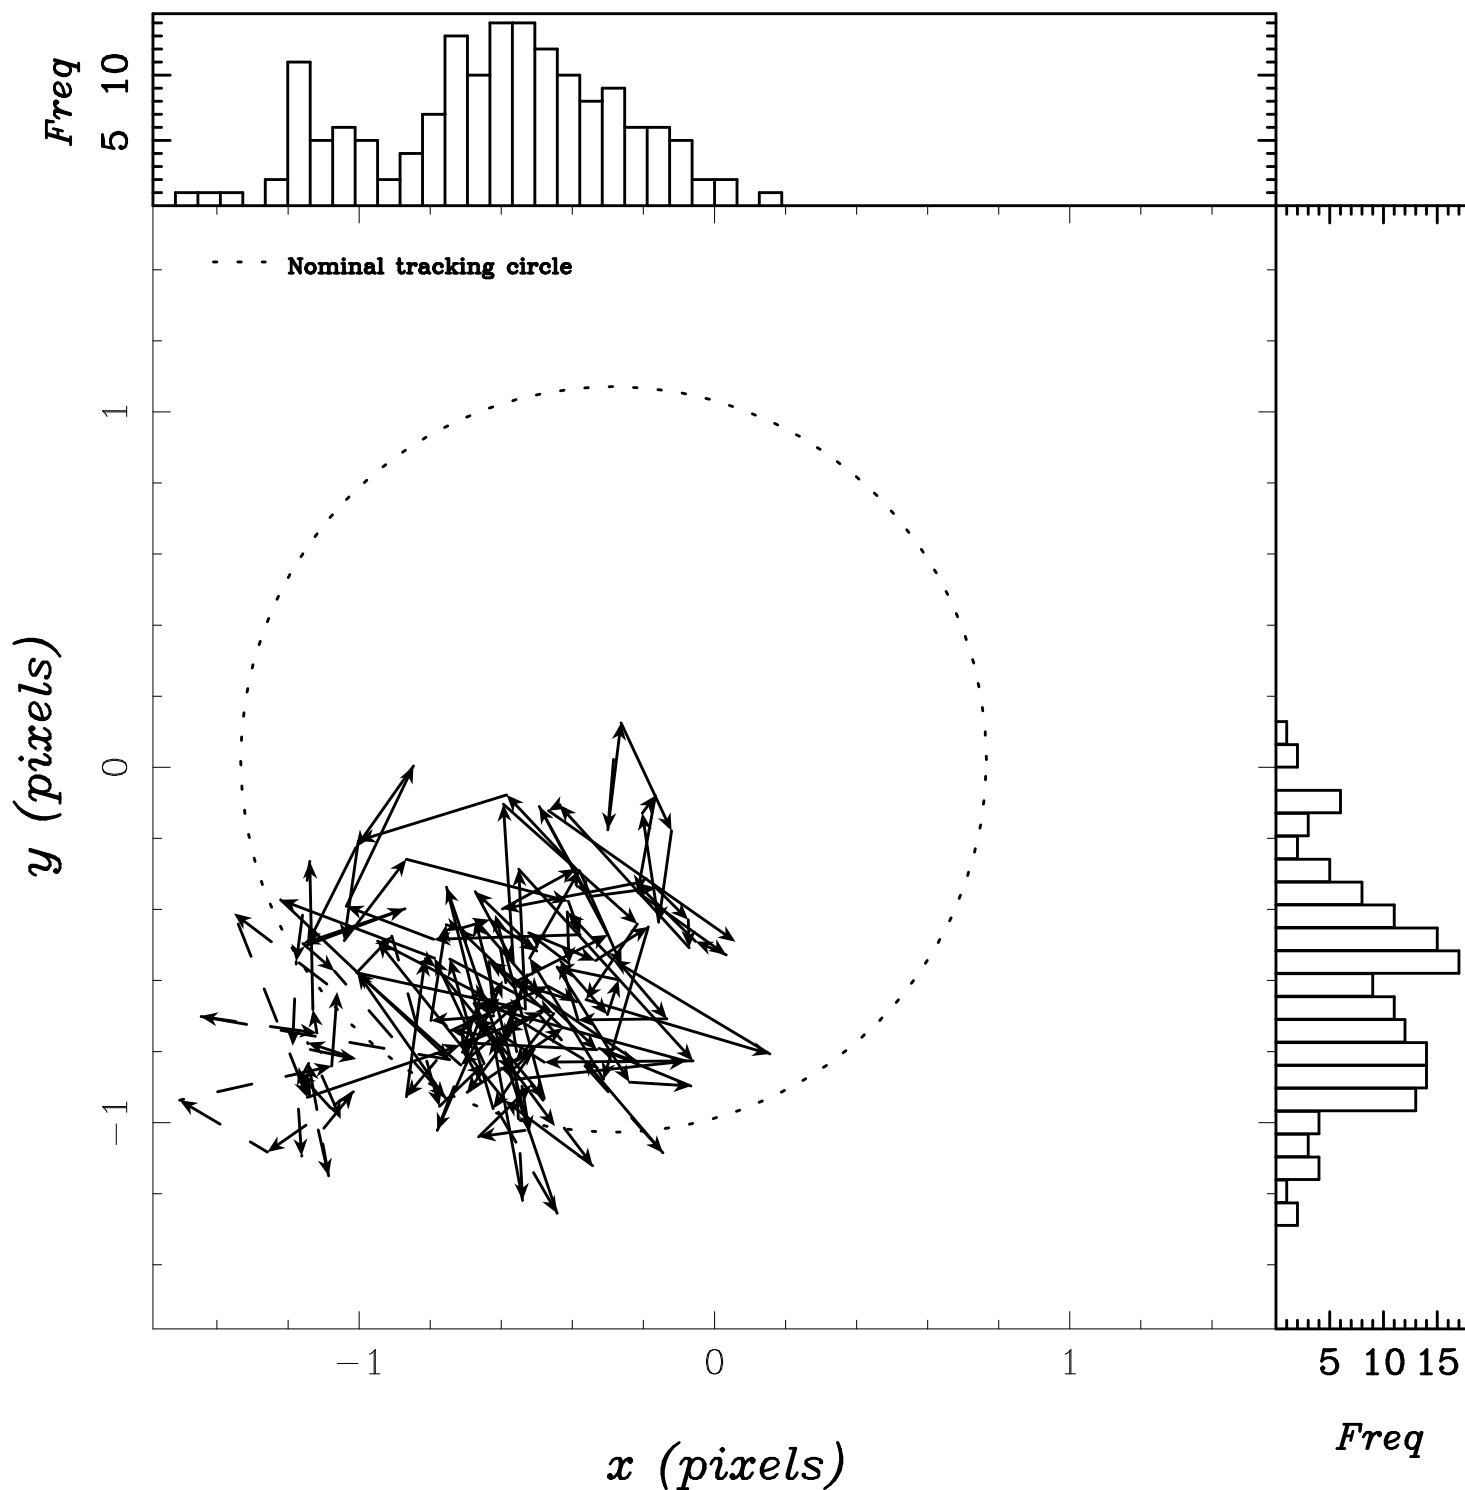 Freq
10
5
Nominal tracking circle
1
0
−1
y (pixels)
−1 0 1
5 10 15
Freq
x (pixels)